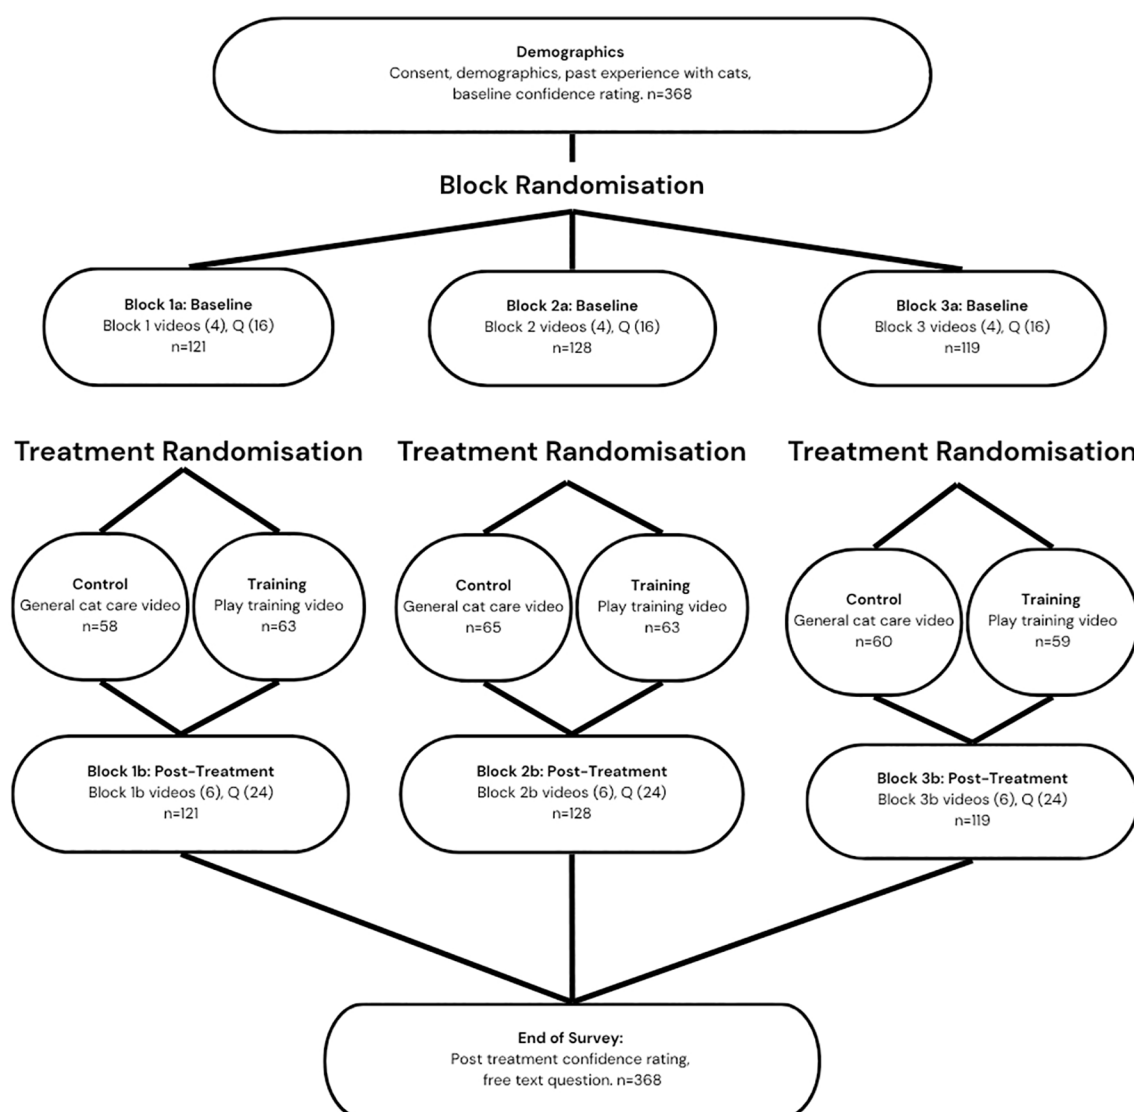 Demographics
Consent, demographics, past experience with cats,
baseline confidence rating. n=368
Block Randomisation
Block 1a: Baseline
Block 1 videos (4), Q (16)
n=121
Block 2a: Baseline
Block 2 videos (4), Q (16)
n=128
Block 3a: Baseline
Block 3 videos (4), Q (16)
n=119
Treatment Randomisation
Treatment Randomisation
Treatment Randomisation
Control
General cat care video
n=58
Training
Play training video
n=63
Control
General cat care video
n=65
Training
Play training video
n=63
Control
General cat care video
n=60
Training
Play training video
n=59
Block 1b: Post-Treatment
Block 1b videos (6), Q (24)
n=121
Block 2b: Post-Treatment
Block 2b videos (6), Q (24)
n=128
Block 3b: Post-Treatment
Block 3b videos (6), Q (24)
n=119
End of Survey:
Post treatment confidence rating,
free text question. n=368